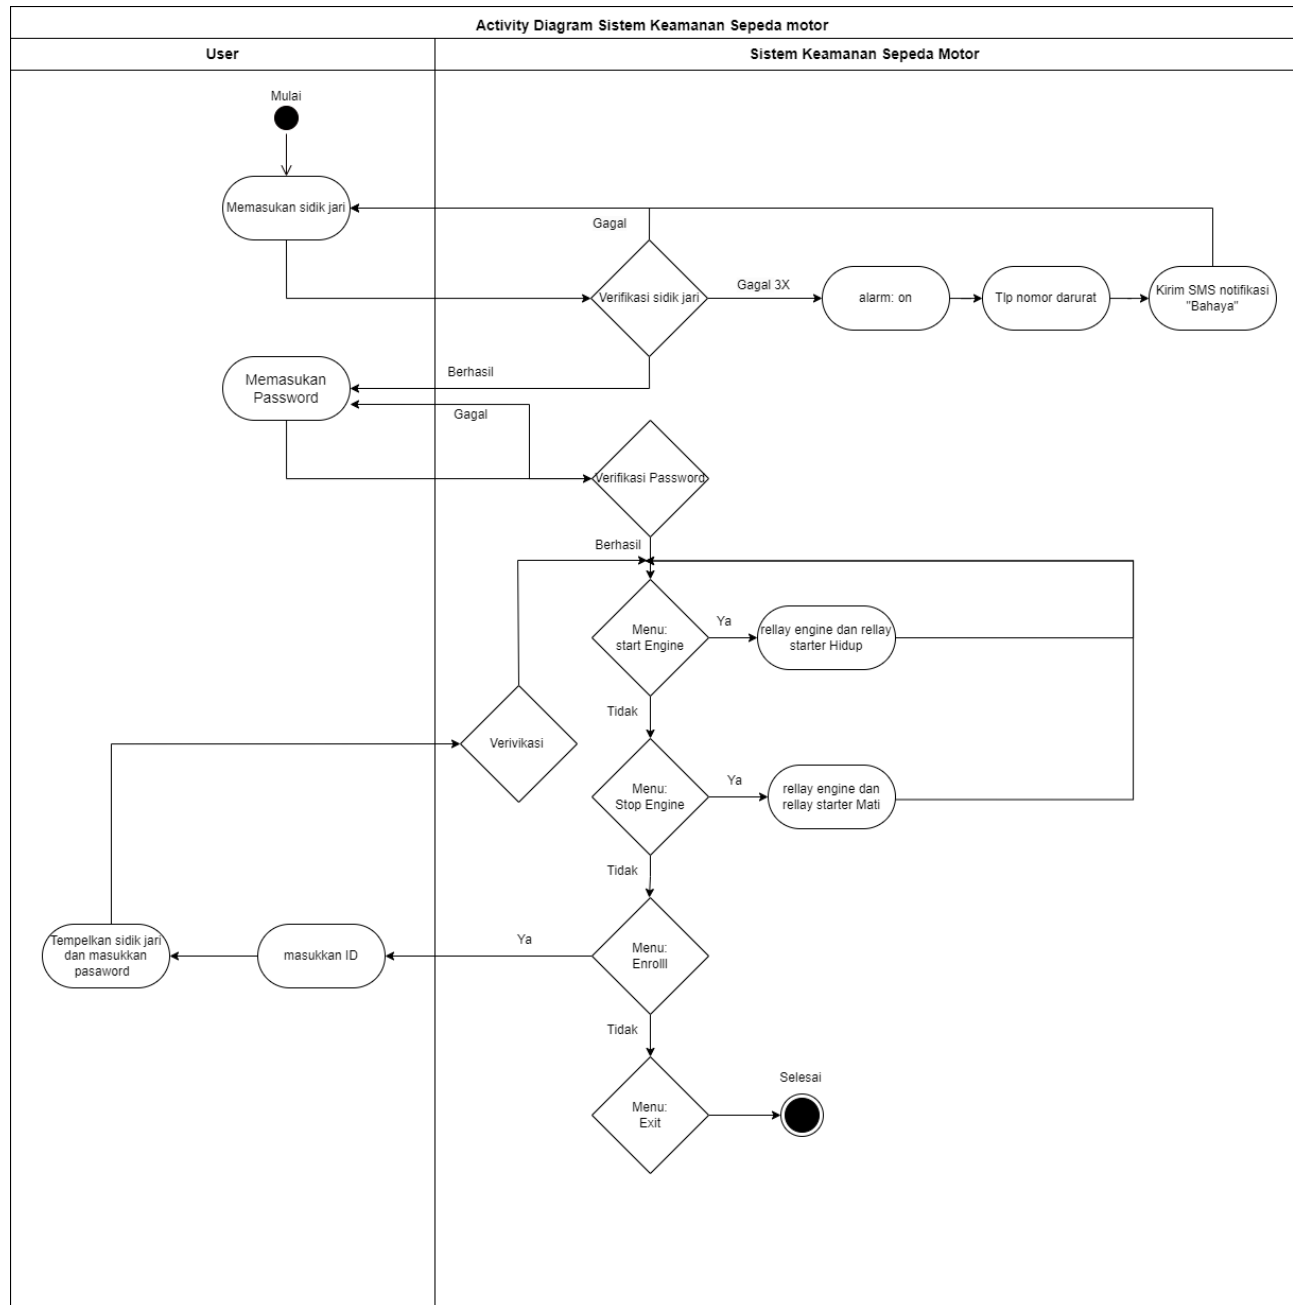 Activity Diagram Sistem Keamanan Sepeda motor
User
Sistem Keamanan Sepeda Motor
Mulai
Memasukan sidik jari
Gagal
Verifikasi sidik jari
Gagal 3X
alarm: on
Tlp nomor darurat
Kirim SMS notifikasi
"Bahaya"
Berhasil
Memasukan
Password
Gagal
Verifikasi Password
Berhasil
Menu:
start Engine
Ya
rellay engine dan rellay
starter Hidup
Tidak
Verivikasi
Menu:
Stop Engine
Ya
rellay engine dan
rellay starter Mati
Tidak
Tempelkan sidik jari
dan masukkan
pasaword
masukkan ID
Ya
Menu:
Enrolll
Tidak
Menu:
Exit
Selesai